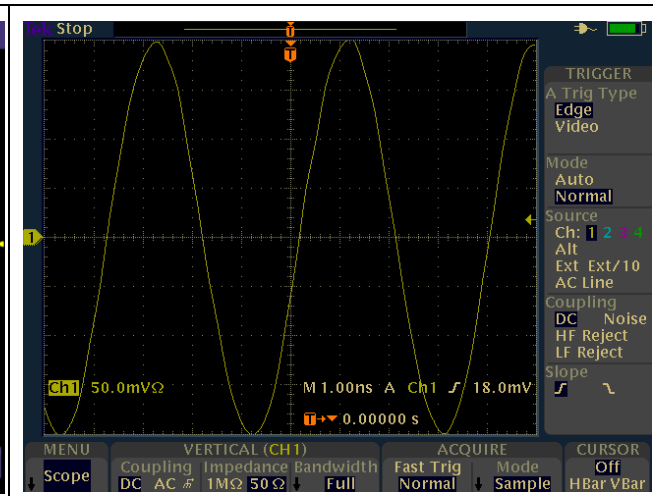 Tek Stop
T
T
1
Ch1 50.0mVΩ
M 1.00ns A Ch1 18.0mV
T 0.00000 s
TRIGGER
A Trig Type
Edge
Video
Mode
Auto
Normal
Source
Ch: 1 2 3 4
Alt
Ext Ext/10
AC Line
Coupling
DC Noise
HF Reject
LF Reject
Slope
MENU
Scope
VERTICAL (CH1)
Coupling Impedance Bandwidth
DC AC 1MΩ 50 Ω Full
ACQUIRE
Fast Trig Mode
Normal Sample
CURSOR
Off
HBar VBar